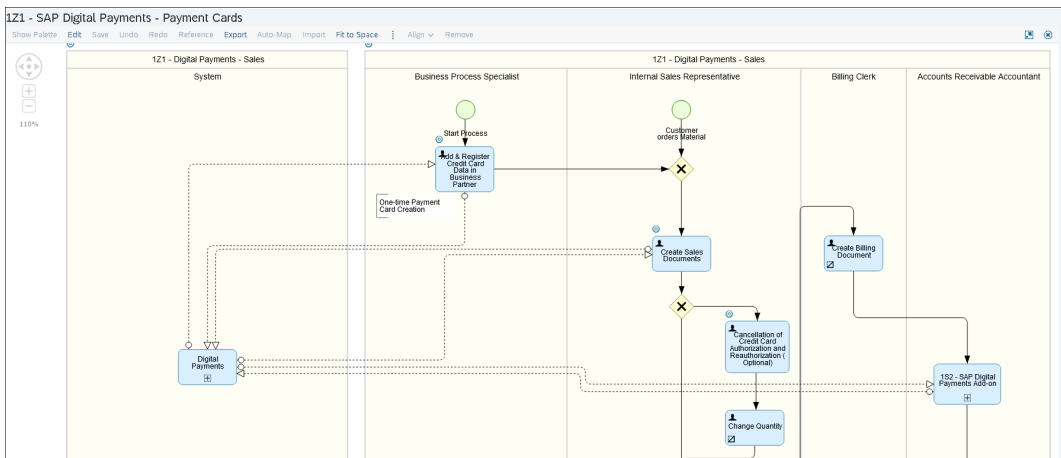 1Z1 - SAP Digital Payments - Payment Cards
Show Palette Edit Save Undo Redo Reference Export Auto-Map Import Fit to Space Align Remove
110%
1Z1 - Digital Payments - Sales
1Z1 - Digital Payments - Sales
System
Business Process Specialist
Internal Sales Representative
Billing Clerk
Accounts Receivable Accountant
Start Process
Customer
orders Material
Add & Register
Credit Card
Data in
Business
Partner
One-time Payment
Card Creation
Create Sales
Documents
Create Billing
Document
Cancellation of
Credit Card
Authorization and
Reauthorization (
Optional)
Digital
Payments
1S2 - SAP Digital
Payments Add-on
Change Quantity